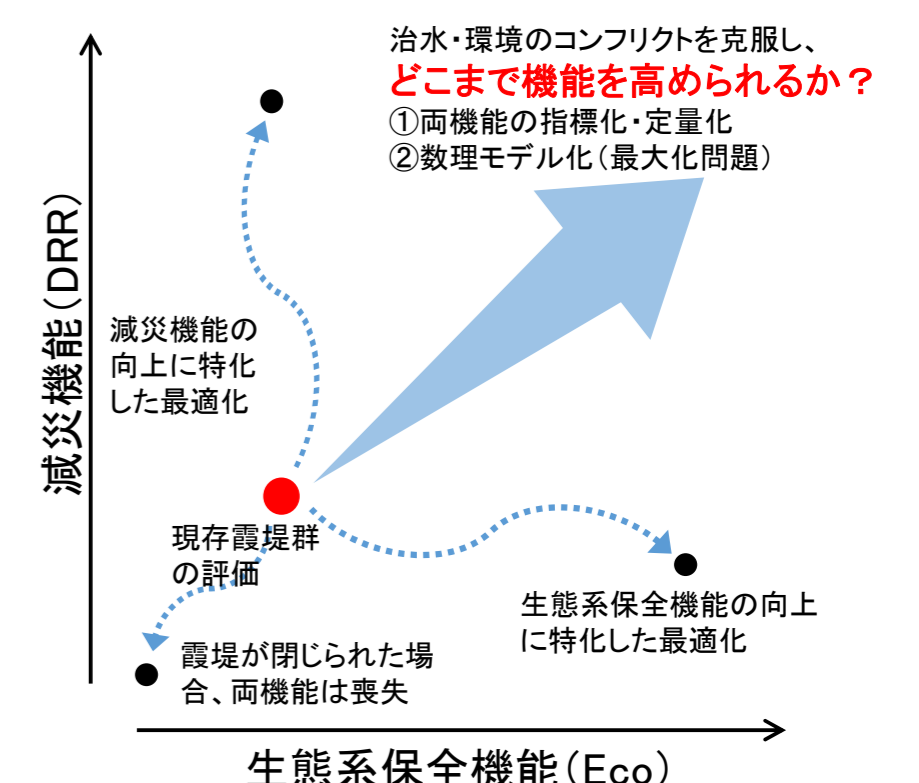 治水・環境のコンフリクトを克服し、
どこまで機能を高められるか？
①両機能の指標化・定量化
②数理モデル化（最大化問題）
減災機能（DRR）
減災機能の
向上に特化
した最適化
現存霞堤群
の評価
生態系保全機能の向上
に特化した最適化
霞堤が閉じられた場
合、両機能は喪失
生態系保全機能（Eco）